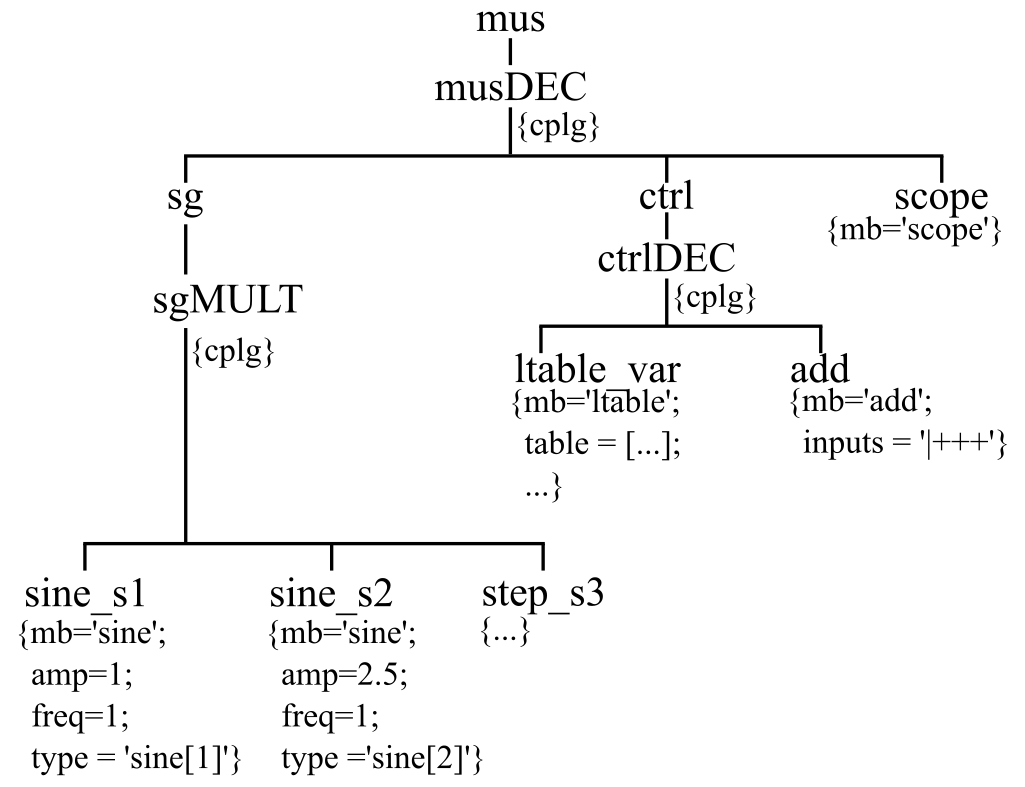 mus
musDEC
{cplg}
sg
ctrl
scope
{mb='scope'}
ctrlDEC
{cplg}
sgMULT
{cplg}
ltable_var
{mb='ltable';
table = [...];
...}
add
{mb='add';
inputs = '|+++'}
sine_s1
{mb='sine';
amp=1;
freq=1;
type = 'sine[1]'}
sine_s2
{mb='sine';
amp=2.5;
freq=1;
type ='sine[2]'}
step_s3
{...}